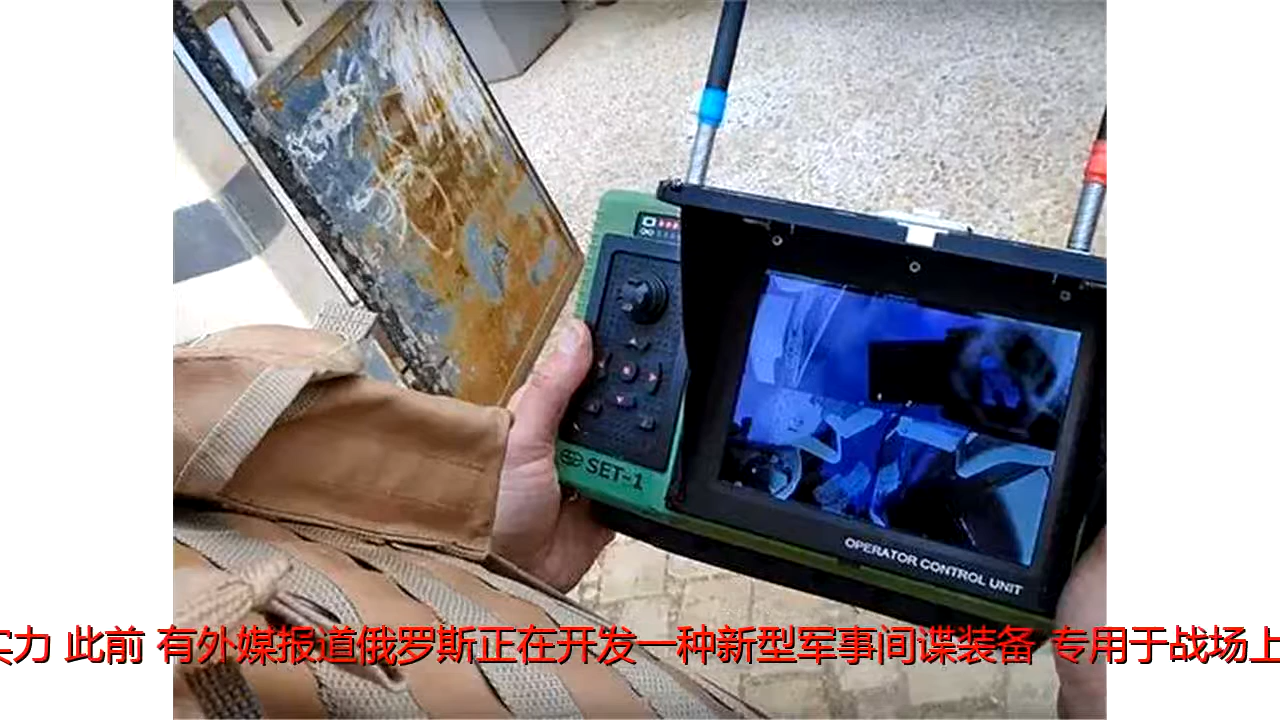 SET-1
OPERATOR CONTROL UNIT
实力 此前 有外媒报道俄罗斯正在开发一种新型军事间谍装备 专用于战场上